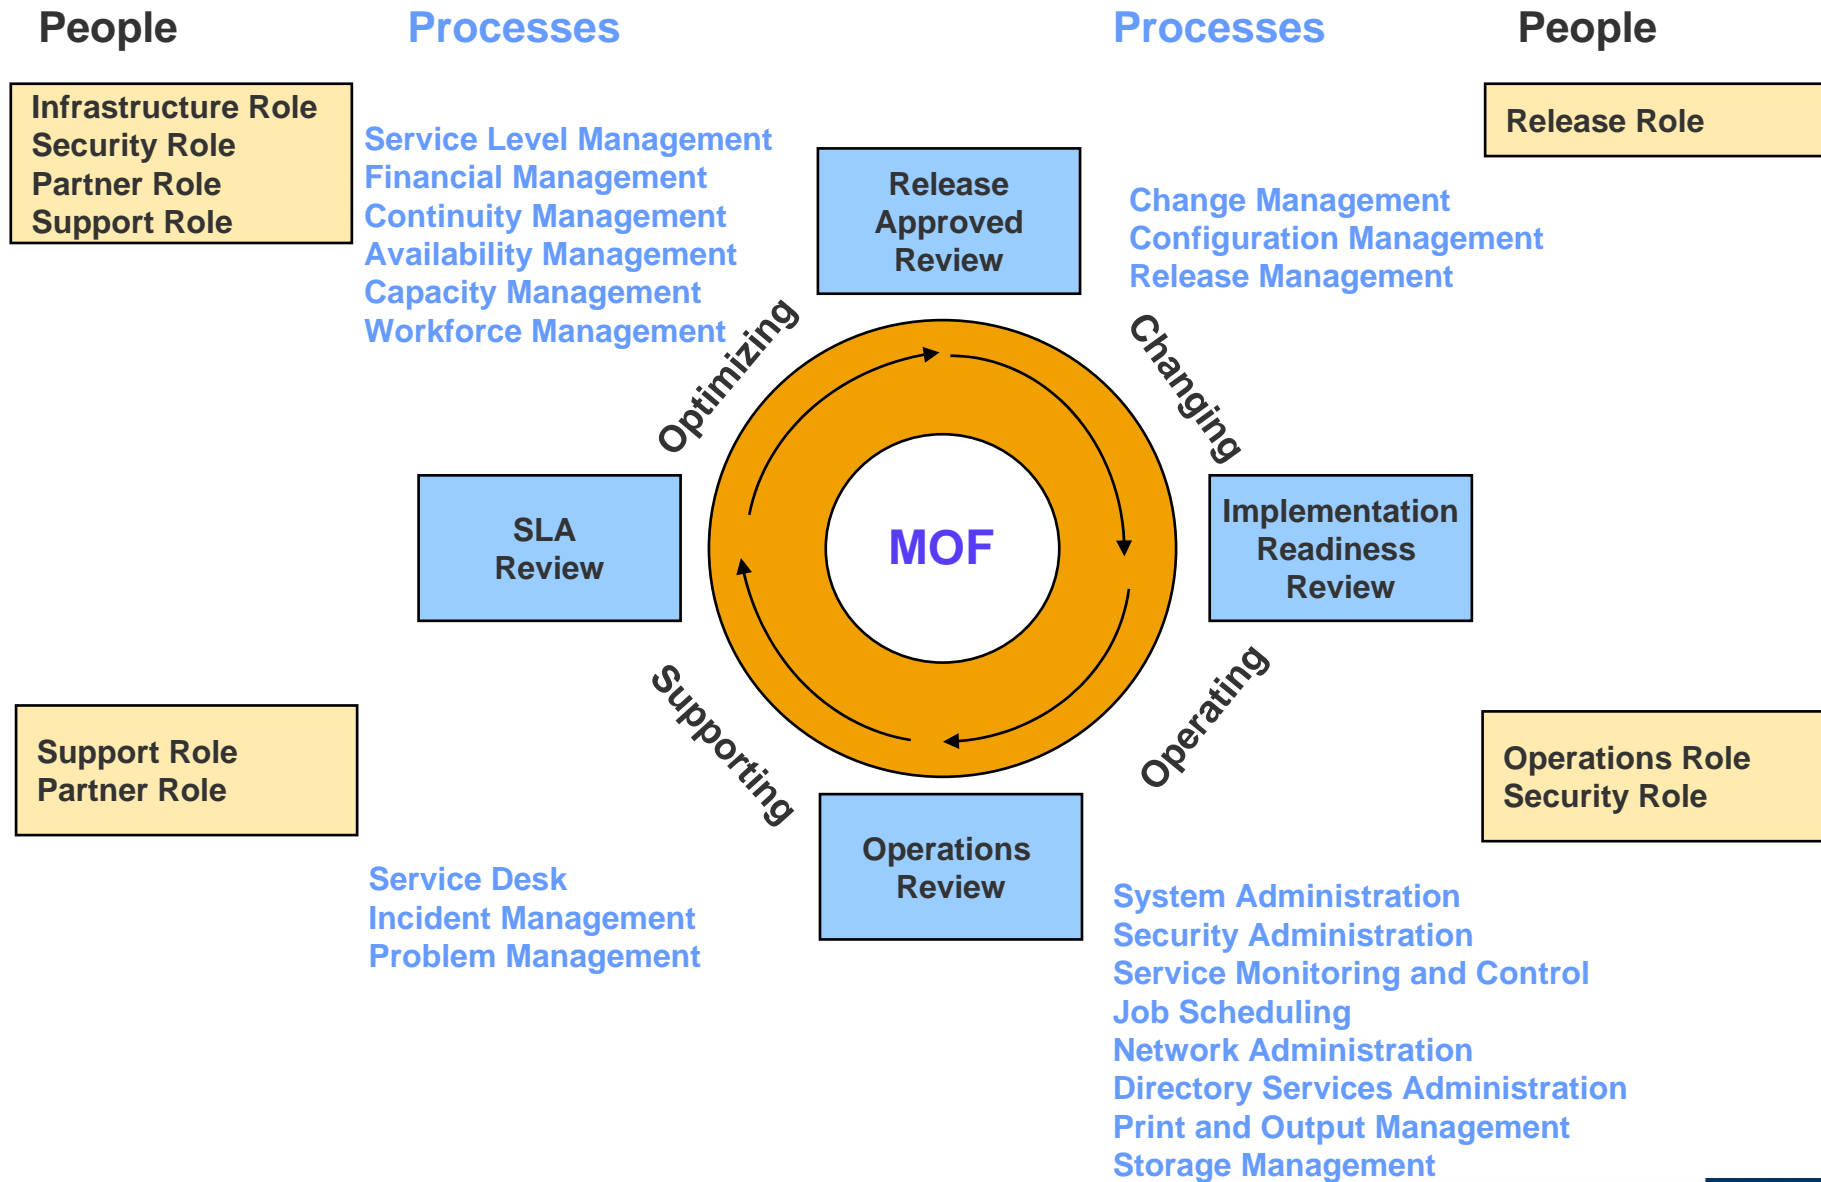 People
Processes
Processes
People
Infrastructure Role
Security Role
Partner Role
Support Role
Service Level Management
Financial Management
Continuity Management
Availability Management
Capacity Management
Workforce Management
Release
Approved
Review
Change Management
Configuration Management
Release Management
Release Role
Optimizing
Changing
SLA
Review
MOF
Implementation
Readiness
Review
Supporting
Operating
Support Role
Partner Role
Operations Role
Security Role
Operations
Review
Service Desk
Incident Management
Problem Management
System Administration
Security Administration
Service Monitoring and Control
Job Scheduling
Network Administration
Directory Services Administration
Print and Output Management
Storage Management